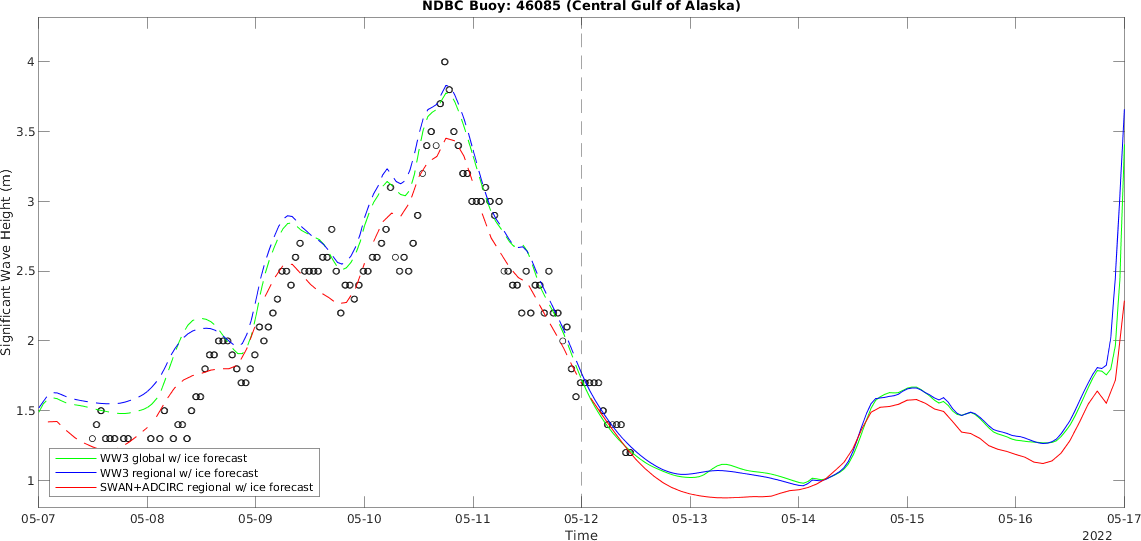 NDBC Buoy: 46085 (Central Gulf of Alaska)
Significant Wave Height (m)
4
3.5
3
2.5
2
1.5
1
WW3 global w/ ice forecast
WW3 regional w/ ice forecast
SWAN+ADCIRC regional w/ ice forecast
05-07 05-08 05-09 05-10 05-11 05-12 05-13 05-14 05-15 05-16 05-17
Time
2022